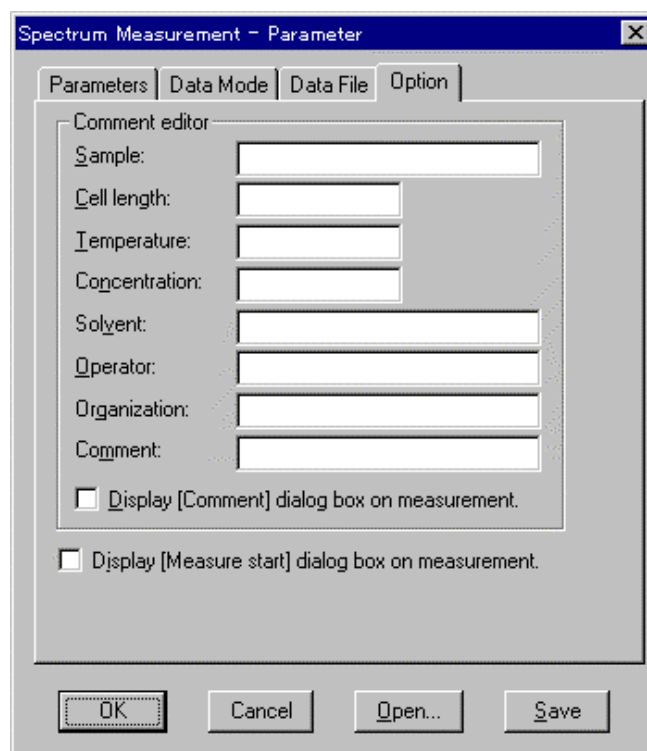 Spectrum Measurement - Parameter
Parameters Data Mode Data File Option
Comment editor
Sample:
Cell length:
Temperature:
Concentration:
Solvent:
Operator:
Organization:
Comment:
Display [Comment] dialog box on measurement.
Display [Measure start] dialog box on measurement.
OK Cancel Open... Save